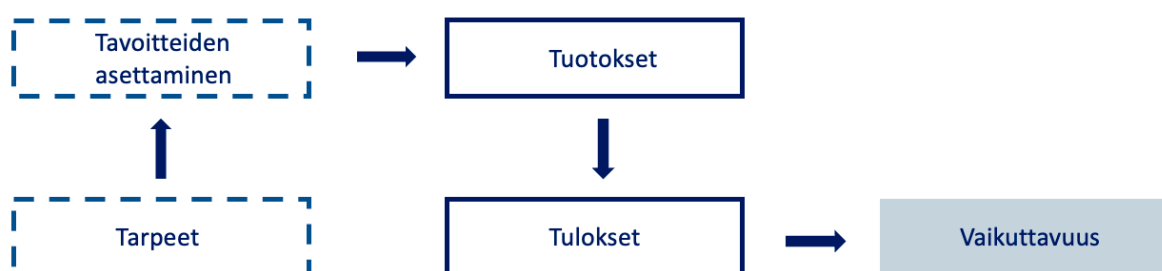 Tavoitteiden
asettaminen
Tuotokset
Tarpeet
Tulokset
Vaikuttavuus